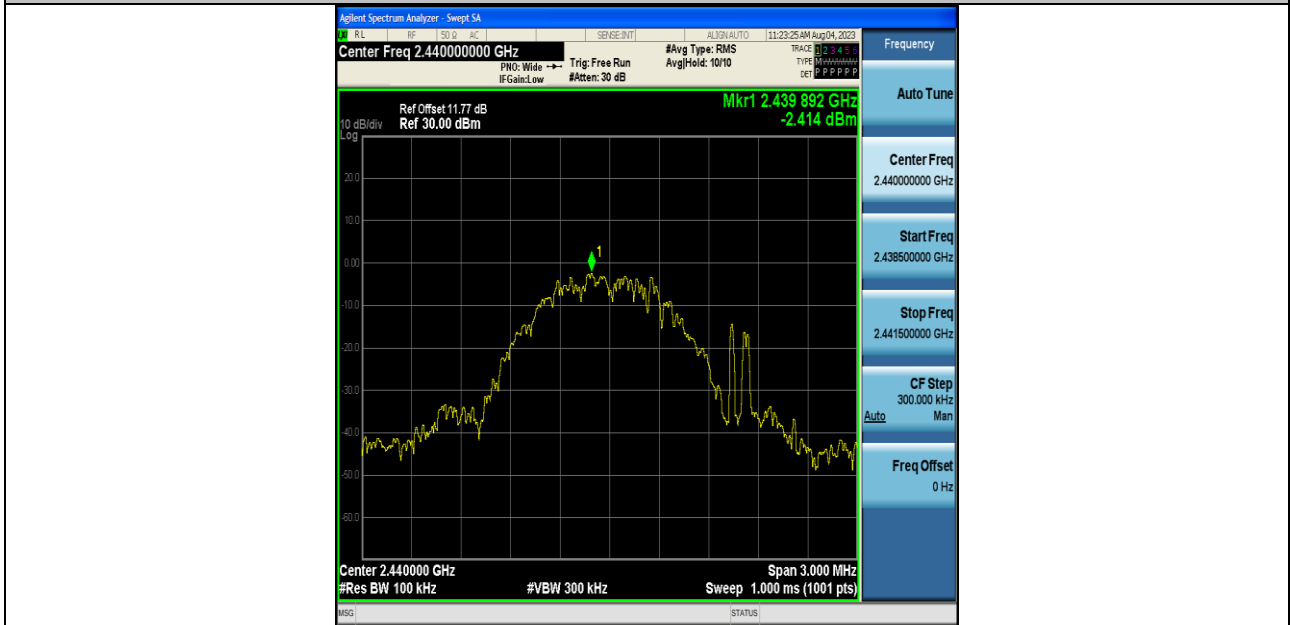 Agilent Spectrum Analyzer - Swept SA
RL RF 50 Ω AC SENSE:INT ALIGN AUTO 11:23:25 AM Aug 04, 2023
Center Freq 2.440000000 GHz
PNO: Wide
IFGain:Low
Trig: Free Run
#Atten: 30 dB
#Avg Type: RMS
Avg|Hold: 10/10
TRACE 1 2 3 4 5 6
TYPE M
DET P P P P P P
Mkr1 2.439 892 GHz
-2.414 dBm
Ref Offset 11.77 dB
10 dB/div Ref 30.00 dBm
Log
20.0
10.0
0.00
-10.0
-20.0
-30.0
-40.0
-50.0
-60.0
1
Center 2.440000 GHz Span 3.000 MHz
#Res BW 100 kHz #VBW 300 kHz Sweep 1.000 ms (1001 pts)
MSG STATUS
Frequency
Auto Tune
Center Freq
2.440000000 GHz
Start Freq
2.438500000 GHz
Stop Freq
2.441500000 GHz
CF Step
300.000 kHz
Auto Man
Freq Offset
0 Hz